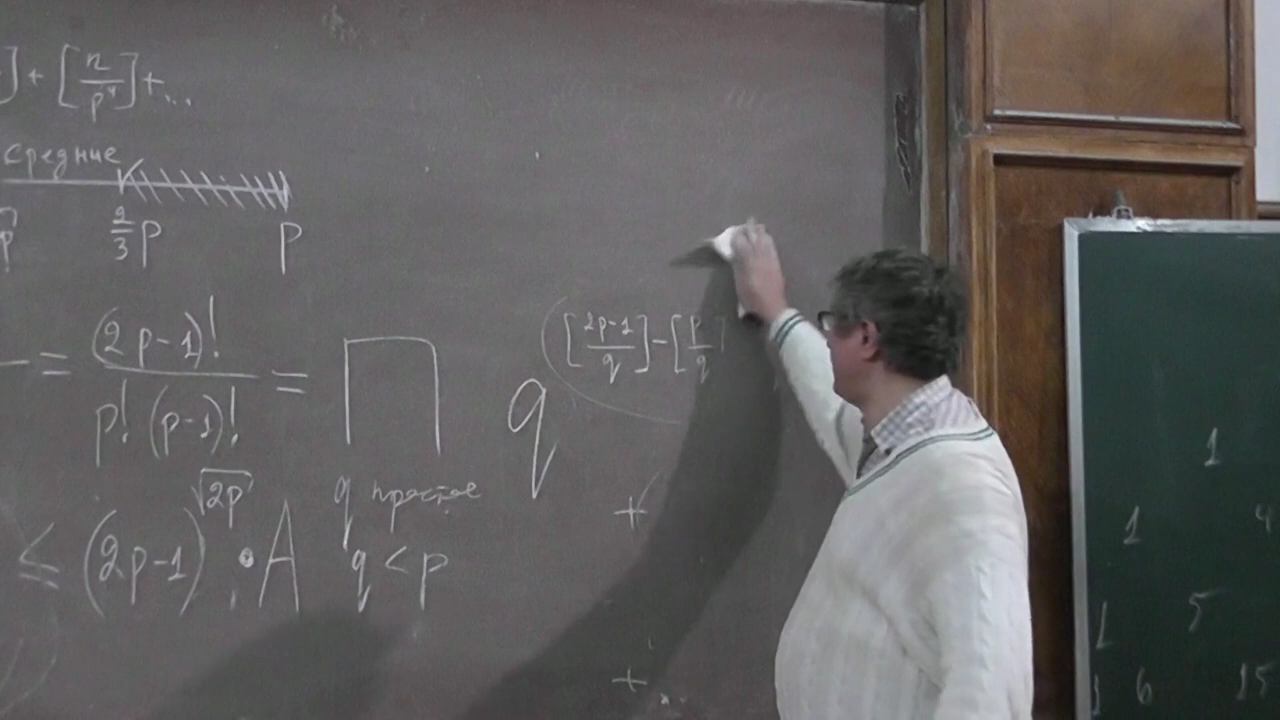 ] + [n/p⁴] + ...
средние
2/3 p p
= (2p-1)! / p! (p-1)! = ∏ q [2p-1/q] - [p/q]
q простое
q < p
≤ (2p-1)^√2p · A
+
+ ..
1
1 4
1 5
1 6 15